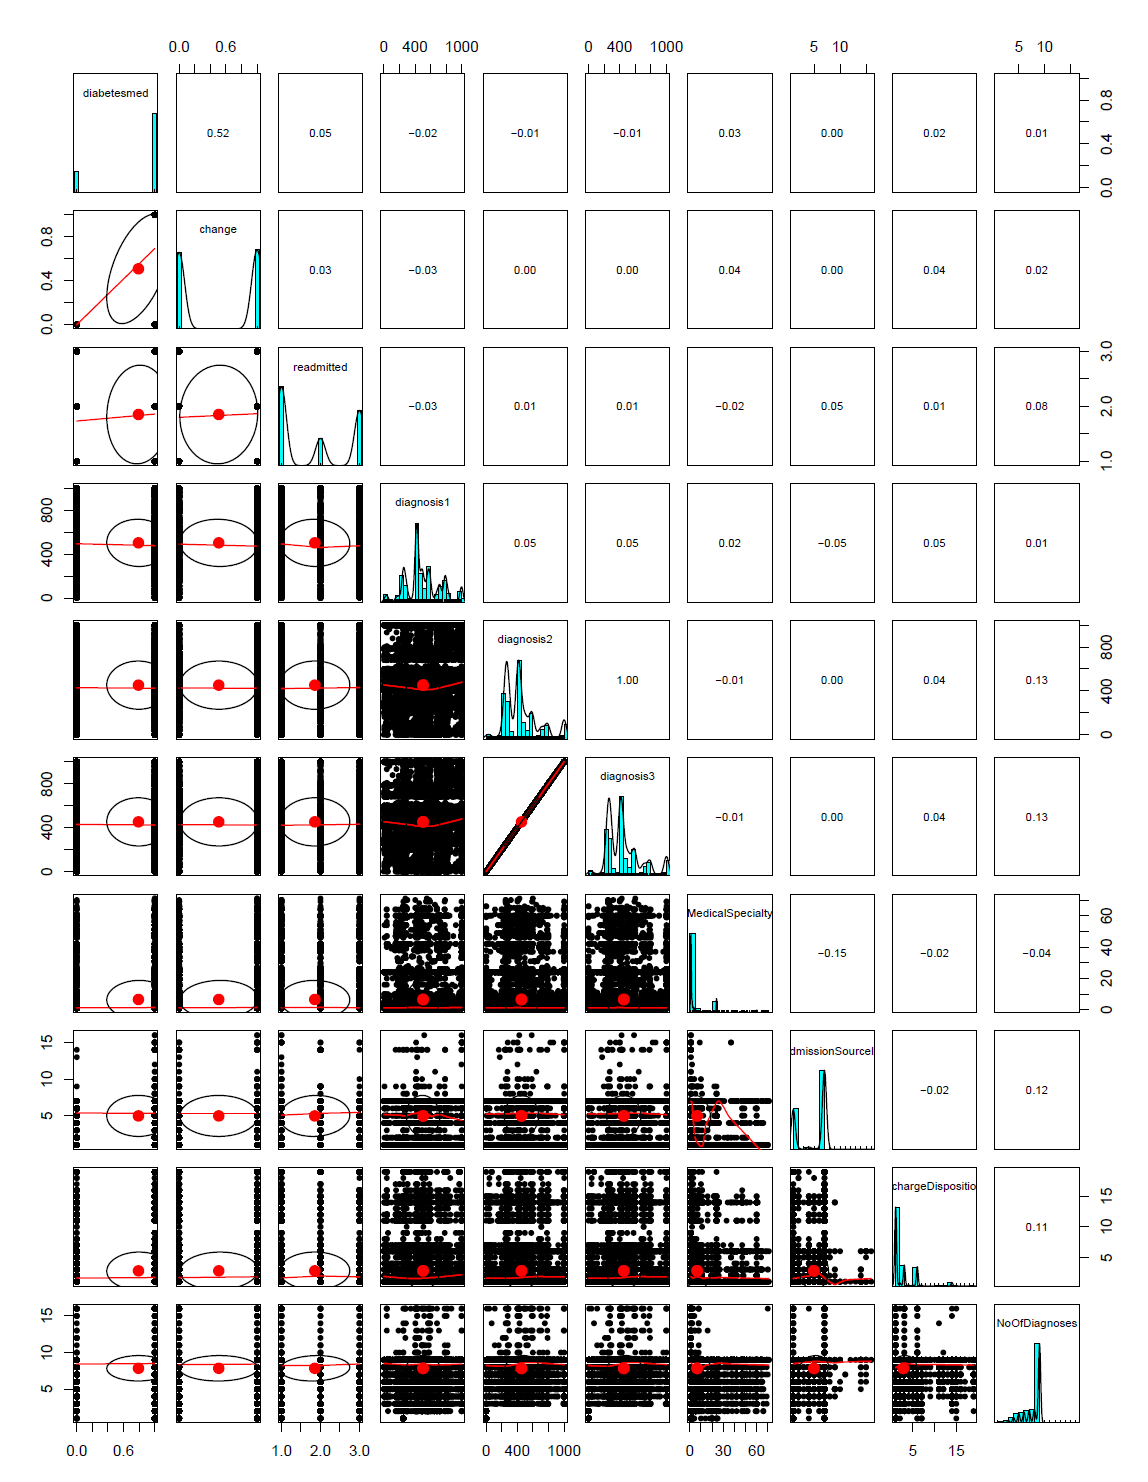 0.0 0.6 0 400 1000 0 400 1000 5 10 5 10
diabetesmed
0.52 0.05 −0.02 −0.01 −0.01 0.03 0.00 0.02 0.01
0.0 0.4 0.8
change
0.03 −0.03 0.00 0.00 0.04 0.00 0.04 0.02
0.0 0.4 0.8
readmitted
−0.03 0.01 0.01 −0.02 0.05 0.01 0.08
1.0 2.0 3.0
diagnosis1
0.05 0.05 0.02 −0.05 0.05 0.01
0 400 800
diagnosis2
1.00 −0.01 0.00 0.04 0.13
0 400 800
diagnosis3
−0.01 0.00 0.04 0.13
0 400 800
MedicalSpecialty
−0.15 −0.02 −0.04
0 20 40 60
dmissionSourceI
−0.02 0.12
5 10 15
chargeDispositio
0.11
5 10 15
NoOfDiagnoses
5 10 15
0.6 1.0 2.0 3.0 0 400 1000 0 30 60 5 15